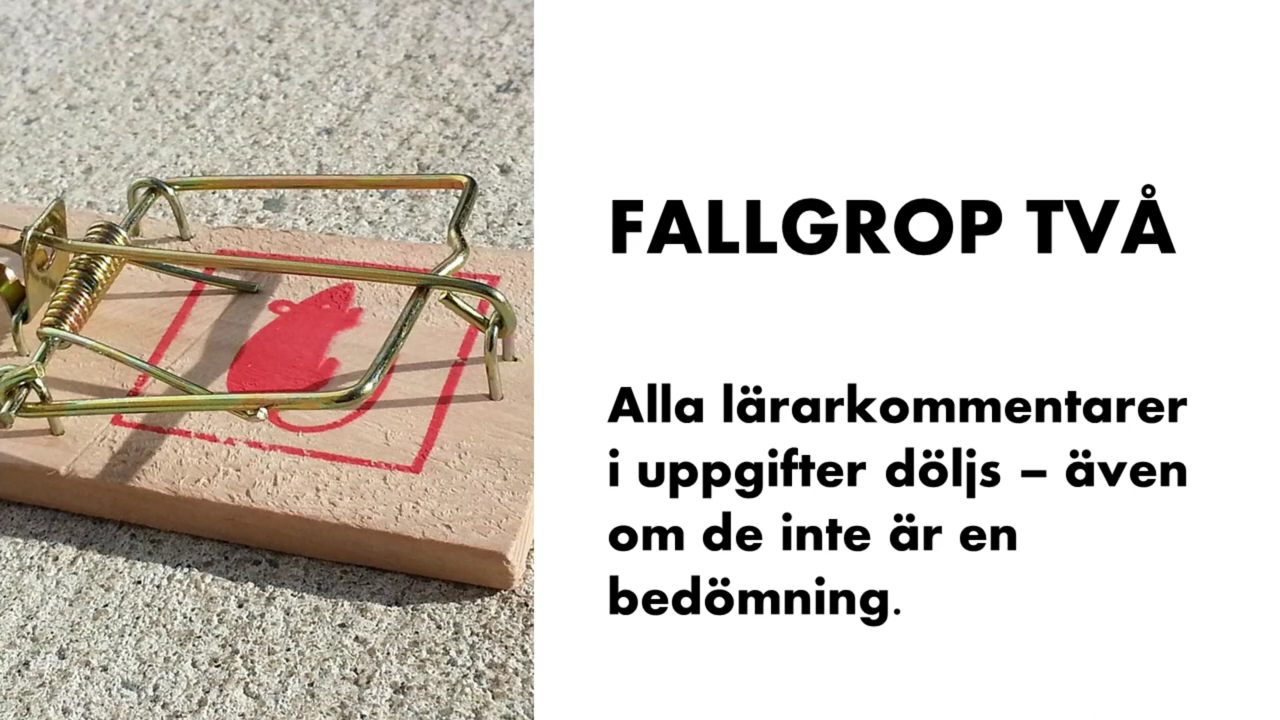 FALLGROP TVÅ
Alla lärarkommentarer
i uppgifter döljs – även
om de inte är en
bedömning.